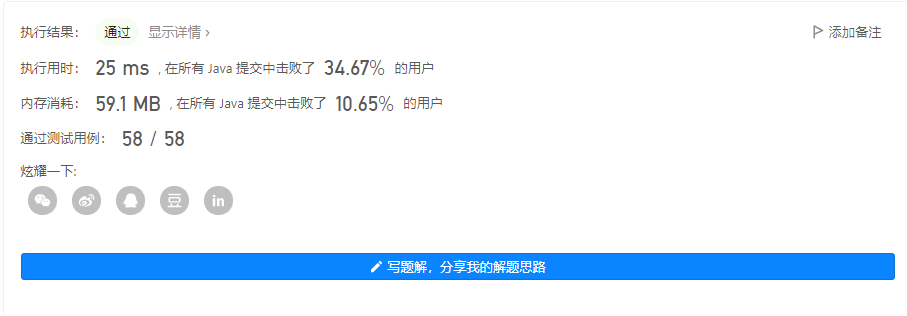 执行结果： 通过 显示详情 › 添加备注
执行用时： 25 ms , 在所有 Java 提交中击败了 34.67% 的用户
内存消耗： 59.1 MB , 在所有 Java 提交中击败了 10.65% 的用户
通过测试用例： 58 / 58
炫耀一下:
豆 in
写题解，分享我的解题思路